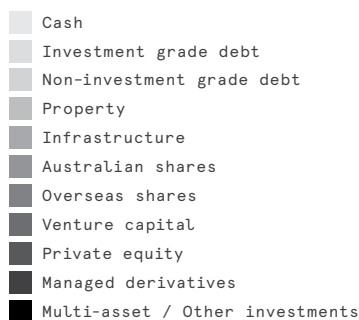 Cash
Investment grade debt
Non-investment grade debt
Property
Infrastructure
Australian shares
Overseas shares
Venture capital
Private equity
Managed derivatives
Multi-asset / Other investments